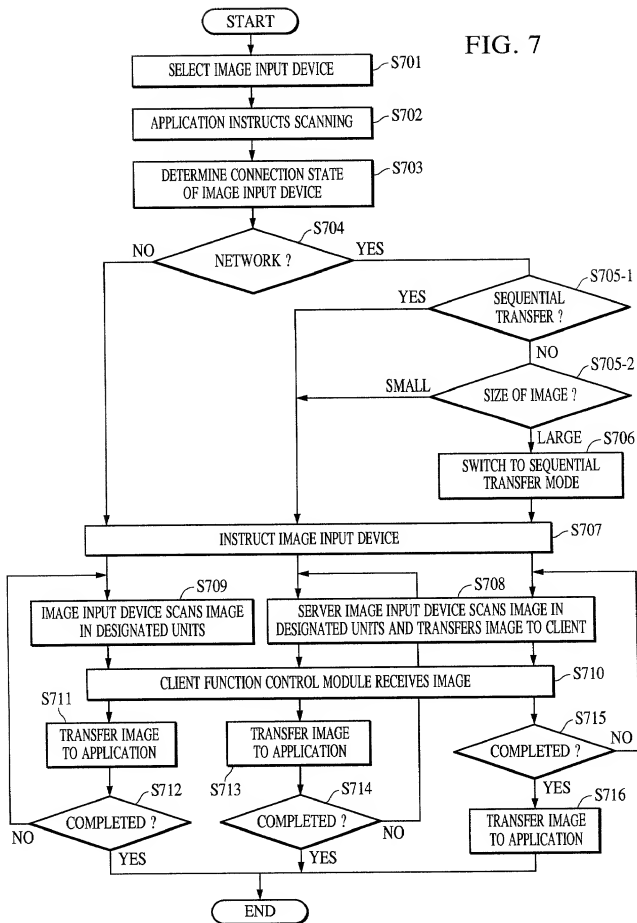 START
FIG. 7
SELECT IMAGE INPUT DEVICE
S701
APPLICATION INSTRUCTS SCANNING
S702
DETERMINE CONNECTION STATE
OF IMAGE INPUT DEVICE
S703
S704
NO
NETWORK ?
YES
S705-1
YES
SEQUENTIAL
TRANSFER ?
NO
S705-2
SMALL
SIZE OF IMAGE ?
LARGE
S706
SWITCH TO SEQUENTIAL
TRANSFER MODE
INSTRUCT IMAGE INPUT DEVICE
S707
S709
IMAGE INPUT DEVICE SCANS IMAGE
IN DESIGNATED UNITS
S708
SERVER IMAGE INPUT DEVICE SCANS IMAGE IN
DESIGNATED UNITS AND TRANSFERS IMAGE TO CLIENT
CLIENT FUNCTION CONTROL MODULE RECEIVES IMAGE
S710
S711
TRANSFER IMAGE
TO APPLICATION
TRANSFER IMAGE
TO APPLICATION
S713
S715
COMPLETED ?
NO
YES
S712
COMPLETED ?
NO
YES
S714
COMPLETED ?
NO
YES
S716
TRANSFER IMAGE
TO APPLICATION
END